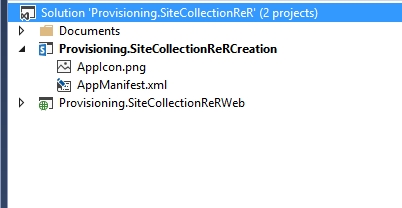 Solution 'Provisioning.SiteCollectionReR' (2 projects)
Documents
Provisioning.SiteCollectionReRCreation
AppIcon.png
AppManifest.xml
Provisioning.SiteCollectionReRWeb